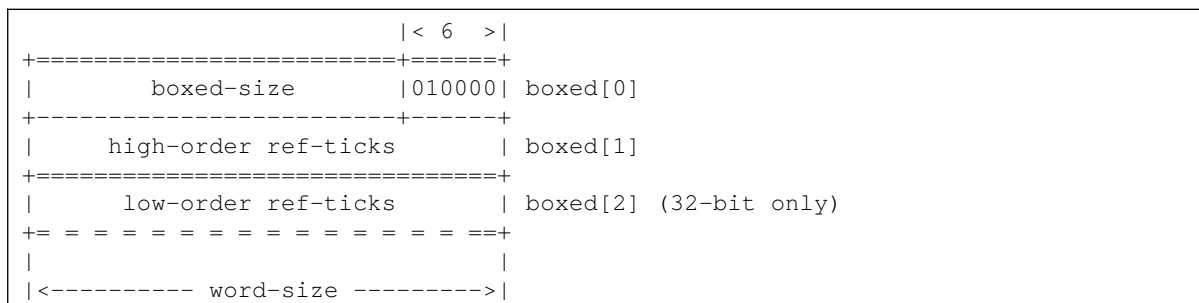 |< 6  >|
+=========================+======+
|        boxed-size       |010000| boxed[0]
+-------------------------+------+
|     high-order ref-ticks       | boxed[1]
+================================+
|      low-order ref-ticks       | boxed[2] (32-bit only)
+= = = = = = = = = = = = = = = ==+
|                                |
|<---------- word-size --------->|